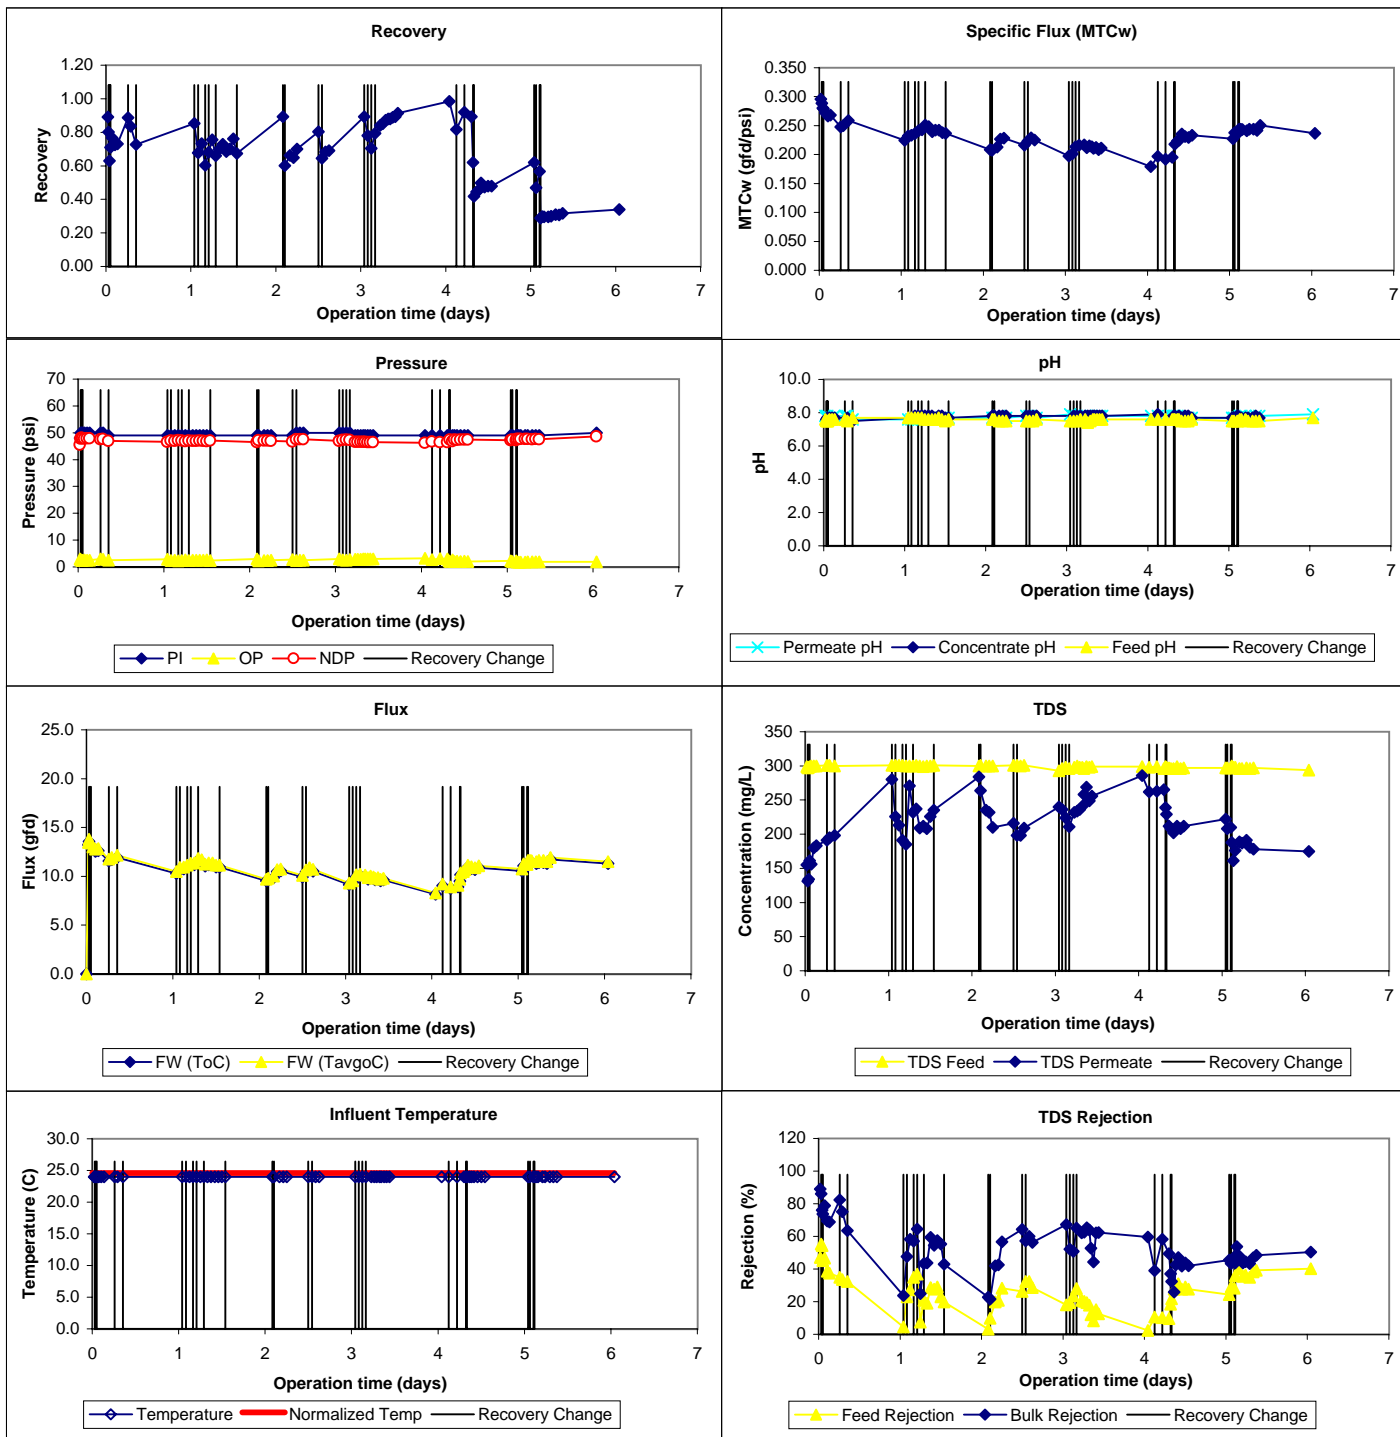 Recovery
1.20
1.00
0.80
0.60
0.40
0.20
0.00
Recovery
0 1 2 3 4 5 6 7
Operation time (days)
Specific Flux (MTCw)
0.350
0.300
0.250
0.200
0.150
0.100
0.050
0.000
MTCw (gfd/psi)
0 1 2 3 4 5 6 7
Operation time (days)
Pressure
70
60
50
40
30
20
10
0
Pressure (psi)
0 1 2 3 4 5 6 7
Operation time (days)
PI OP NDP Recovery Change
pH
10.0
8.0
6.0
4.0
2.0
0.0
pH
0 1 2 3 4 5 6 7
Operation time (days)
Permeate pH Concentrate pH Feed pH Recovery Change
Flux
25.0
20.0
15.0
10.0
5.0
0.0
Flux (gfd)
0 1 2 3 4 5 6 7
Operation time (days)
FW (ToC) FW (TavgoC) Recovery Change
TDS
350
300
250
200
150
100
50
0
Concentration (mg/L)
0 1 2 3 4 5 6 7
Operation time (days)
TDS Feed TDS Permeate Recovery Change
Influent Temperature
30.0
25.0
20.0
15.0
10.0
5.0
0.0
Temperature (C)
0 1 2 3 4 5 6 7
Operation time (days)
Temperature Normalized Temp Recovery Change
TDS Rejection
120
100
80
60
40
20
0
Rejection (%)
0 1 2 3 4 5 6 7
Operation time (days)
Feed Rejection Bulk Rejection Recovery Change